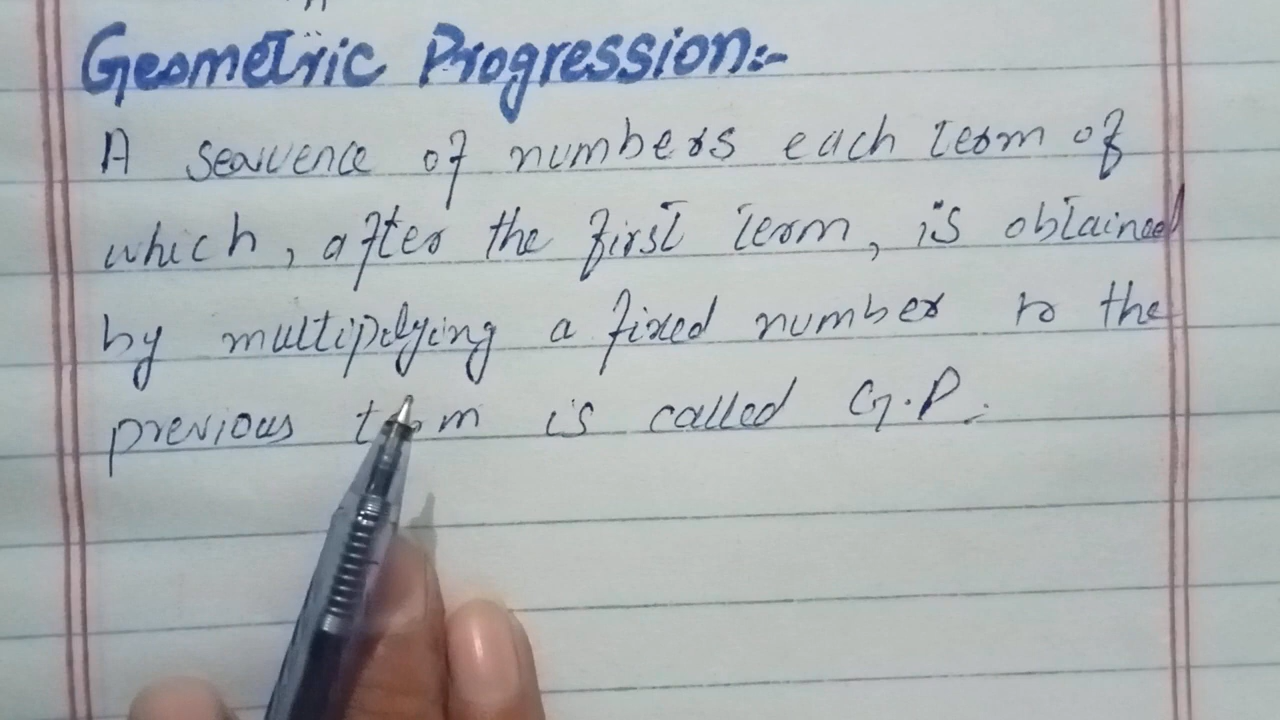 Geometric Progression:-
A sequence of numbers each term of
which, after the first term, is obtained
by multiplying a fixed number to the
previous term is called G.P.